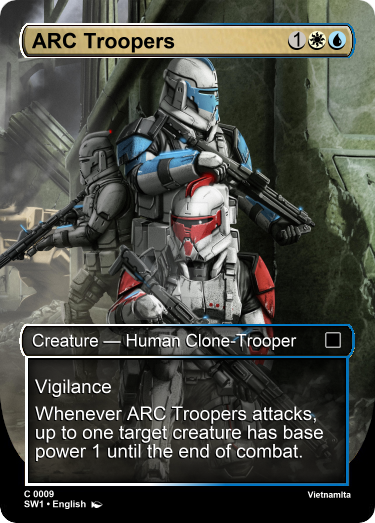 ARC Troopers 1
Creature — Human Clone-Trooper
Vigilance
Whenever ARC Troopers attacks,
up to one target creature has base
power 1 until the end of combat.
C 0009
SW1 • English
Vietnamita